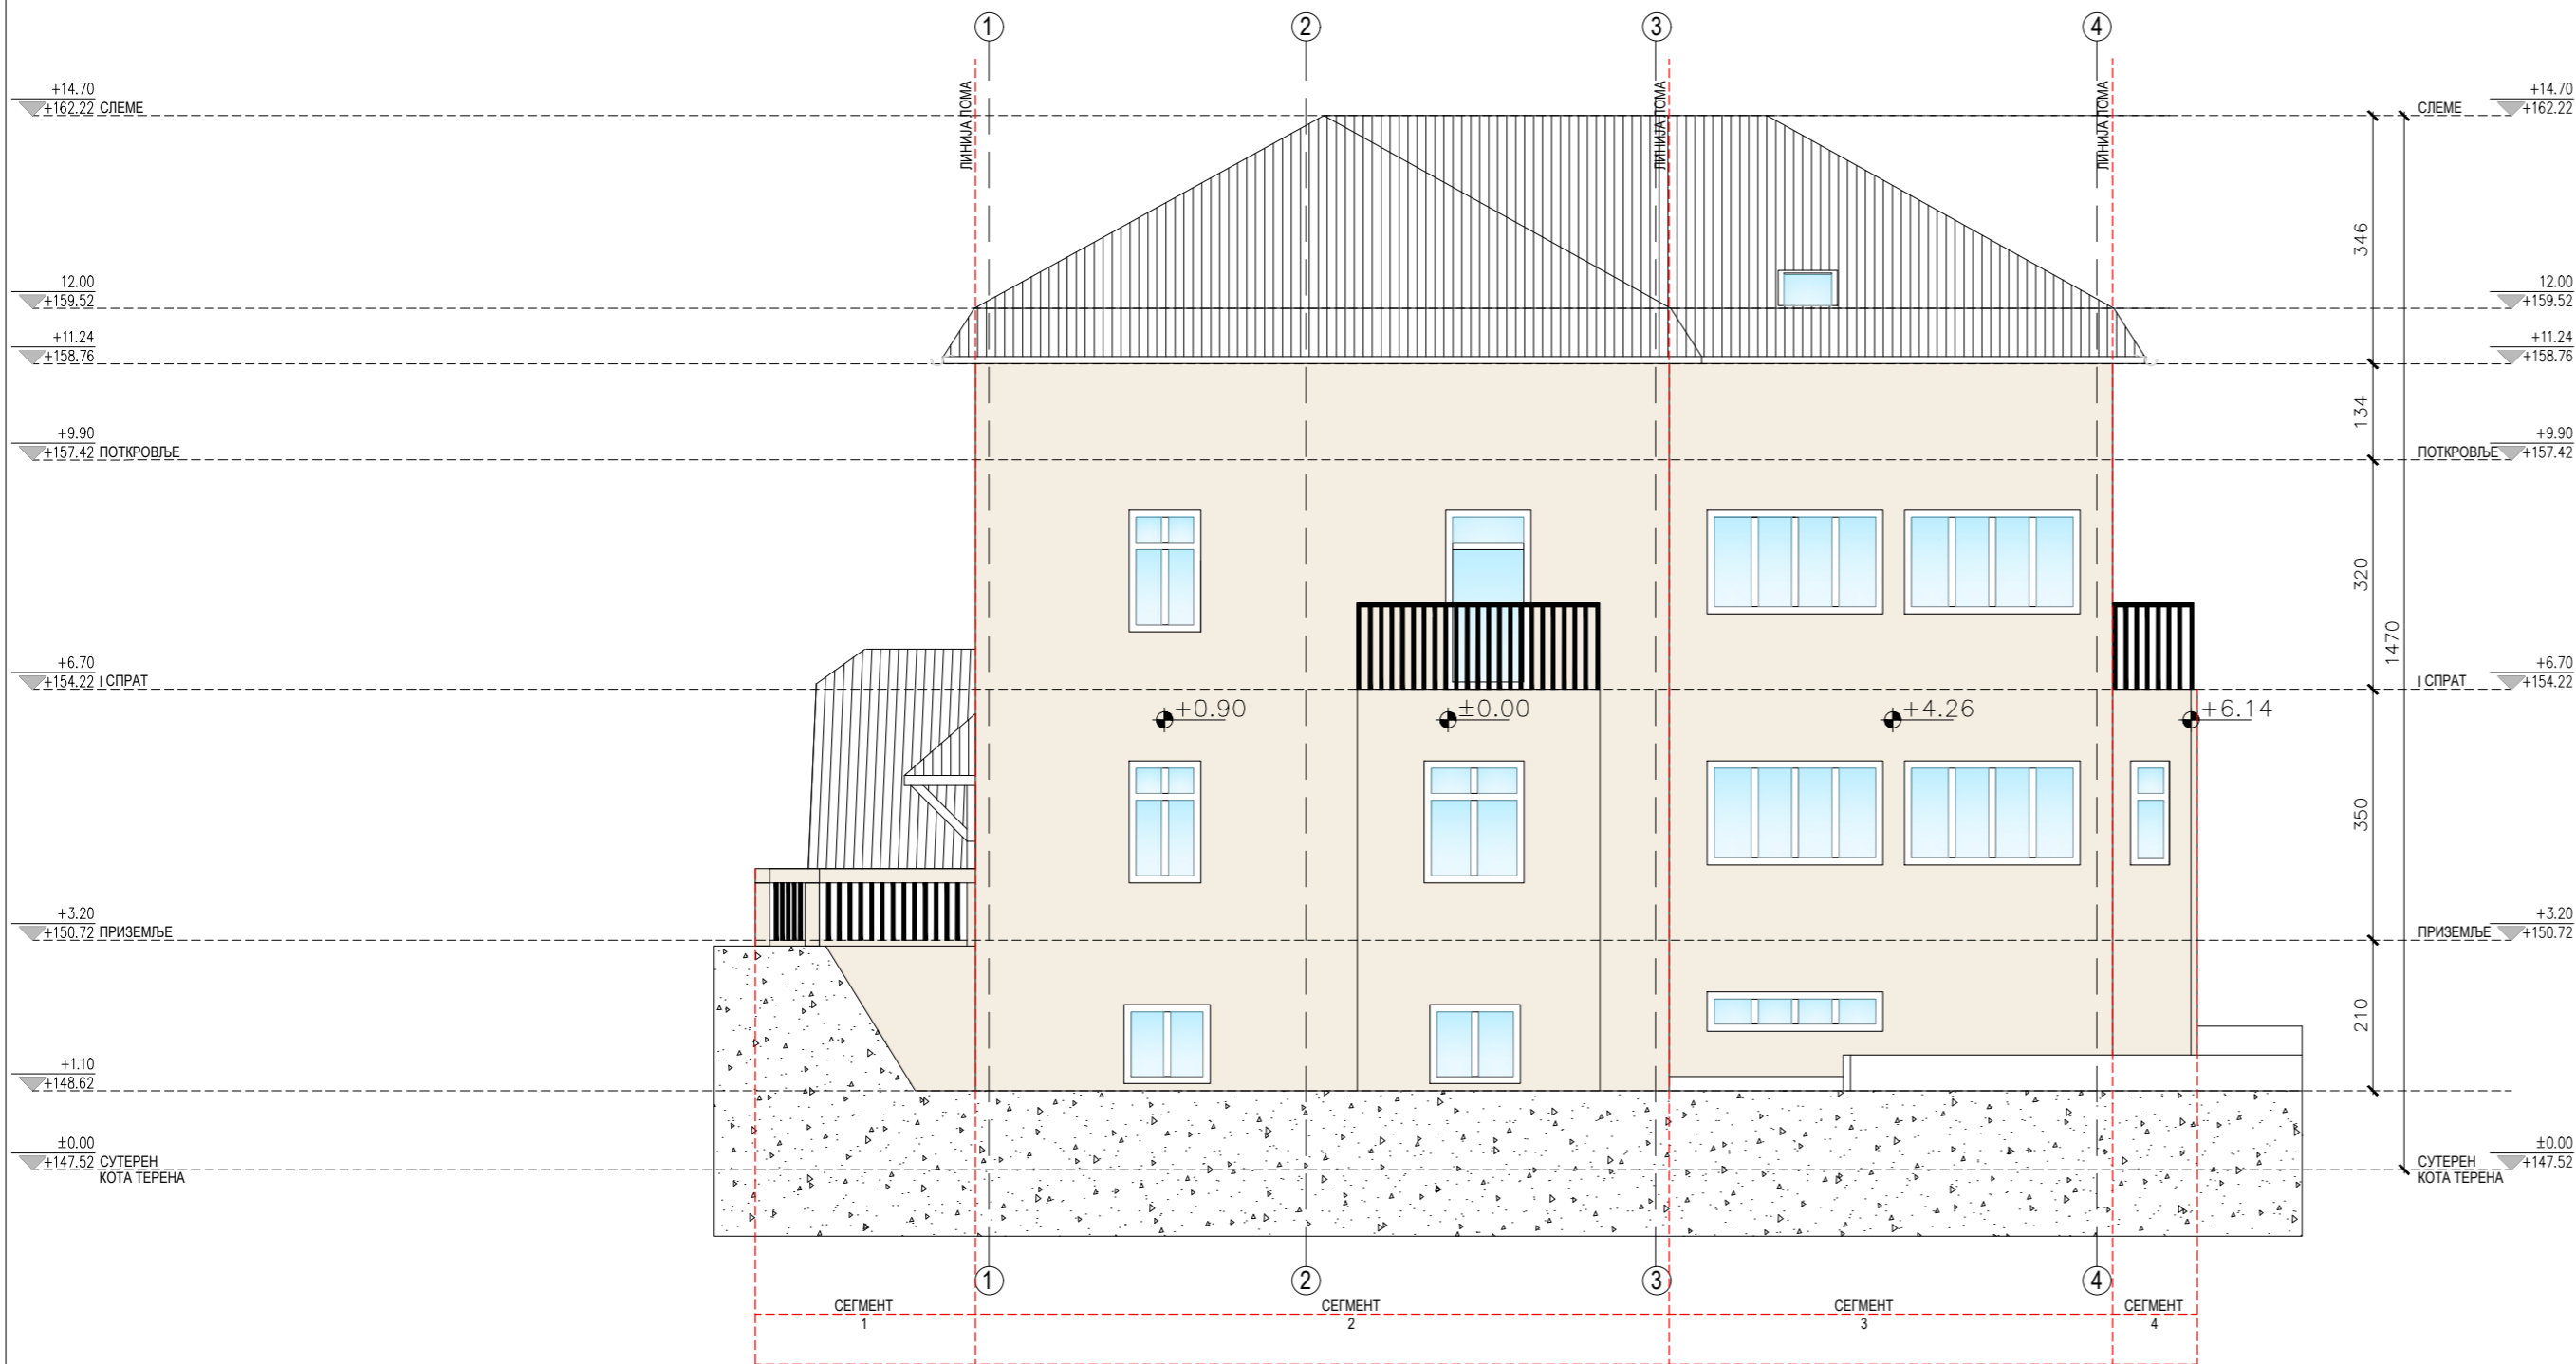 1 2 3 4
ЛИНИЈА ЛОМА
ЛИНИЈА ЛОМА
ЛИНИЈА ЛОМА
+14.70
+162.22 СЛЕМЕ
12.00
+159.52
+11.24
+158.76
+9.90
+157.42 ПОТКРОВЉЕ
+6.70
+154.22 I СПРАТ
+3.20
+150.72 ПРИЗЕМЉЕ
+1.10
+148.62
±0.00
+147.52 СУТЕРЕН
КОТА ТЕРЕНА
+0.90
±0.00
+4.26
+6.14
346
134
320
350
210
1470
+14.70
СЛЕМЕ +162.22
12.00
+159.52
+11.24
+158.76
+9.90
ПОТКРОВЉЕ +157.42
+6.70
I СПРАТ +154.22
+3.20
ПРИЗЕМЉЕ +150.72
±0.00
СУТЕРЕН +147.52
КОТА ТЕРЕНА
1 2 3 4
СЕГМЕНТ
1
СЕГМЕНТ
2
СЕГМЕНТ
3
СЕГМЕНТ
4